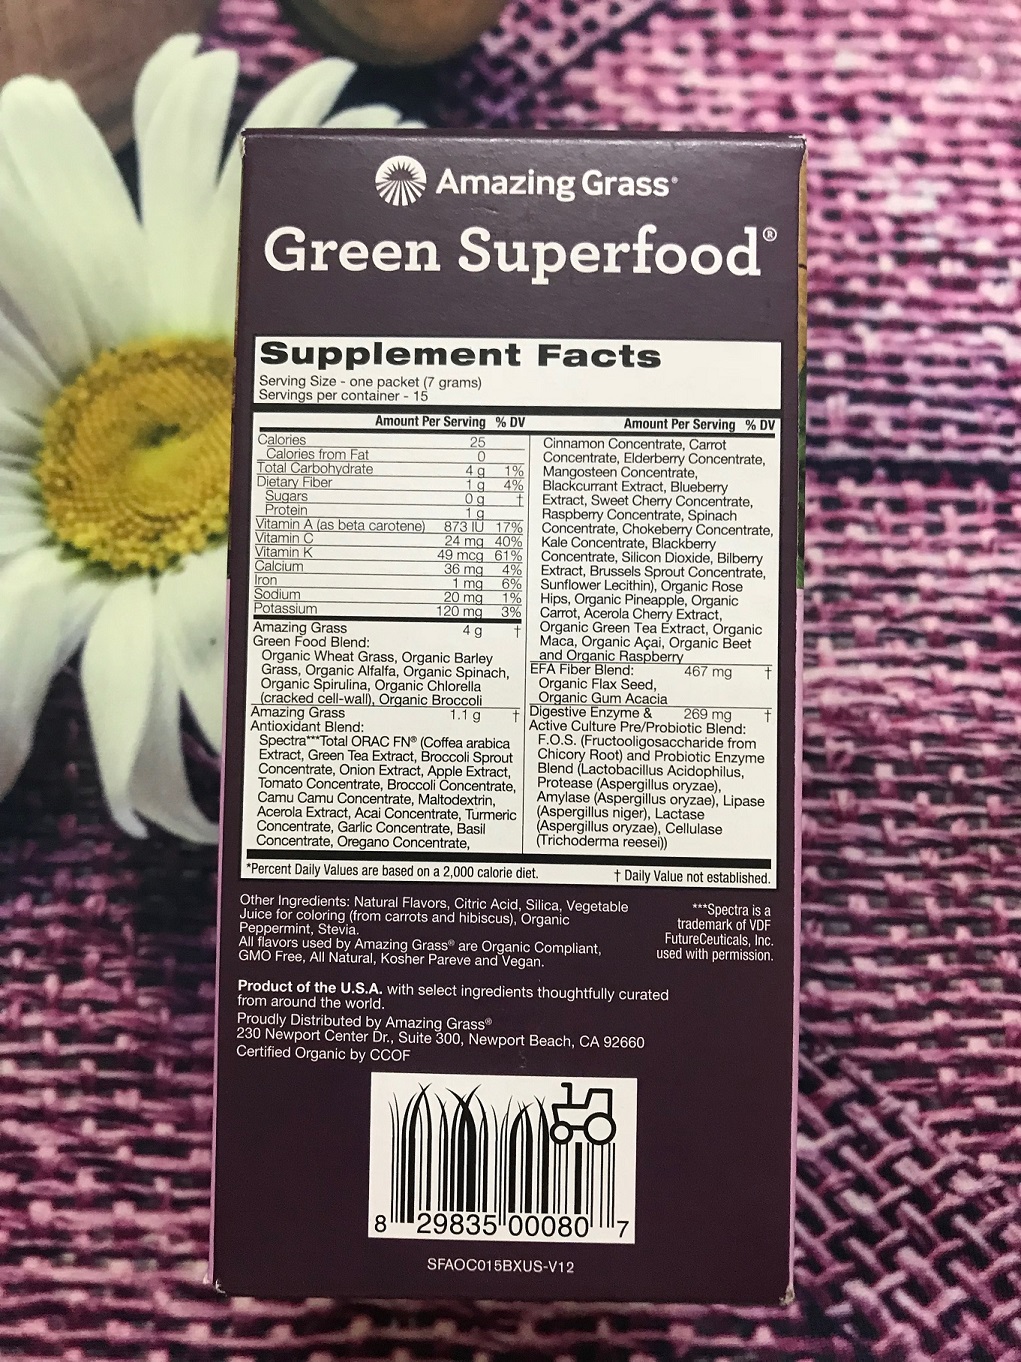 Amazing Grass®
Green Superfood®
Supplement Facts
Serving Size - one packet (7 grams)
Servings per container - 15
Amount Per Serving % DV
Calories 25
Calories from Fat 0
Total Carbohydrate 4 g 1%
Dietary Fiber 1 g 4%
Sugars 0 g †
Protein 1 g
Vitamin A (as beta carotene) 873 IU 17%
Vitamin C 24 mg 40%
Vitamin K 49 mcg 61%
Calcium 36 mg 4%
Iron 1 mg 6%
Sodium 20 mg 1%
Potassium 120 mg 3%
Amazing Grass 4 g †
Green Food Blend:
Organic Wheat Grass, Organic Barley
Grass, Organic Alfalfa, Organic Spinach,
Organic Spirulina, Organic Chlorella
(cracked cell-wall), Organic Broccoli
Amazing Grass 1.1 g †
Antioxidant Blend:
Spectra***Total ORAC FN® (Coffea arabica
Extract, Green Tea Extract, Broccoli Sprout
Concentrate, Onion Extract, Apple Extract,
Tomato Concentrate, Broccoli Concentrate,
Camu Camu Concentrate, Maltodextrin,
Acerola Extract, Acai Concentrate, Turmeric
Concentrate, Garlic Concentrate, Basil
Concentrate, Oregano Concentrate,
Amount Per Serving % DV
Cinnamon Concentrate, Carrot
Concentrate, Elderberry Concentrate,
Mangosteen Concentrate,
Blackcurrant Extract, Blueberry
Extract, Sweet Cherry Concentrate,
Raspberry Concentrate, Spinach
Concentrate, Chokeberry Concentrate,
Kale Concentrate, Blackberry
Concentrate, Silicon Dioxide, Bilberry
Extract, Brussels Sprout Concentrate,
Sunflower Lecithin), Organic Rose
Hips, Organic Pineapple, Organic
Carrot, Acerola Cherry Extract,
Organic Green Tea Extract, Organic
Maca, Organic Açai, Organic Beet
and Organic Raspberry
EFA Fiber Blend: 467 mg †
Organic Flax Seed,
Organic Gum Acacia
Digestive Enzyme & 269 mg †
Active Culture Pre/Probiotic Blend:
F.O.S. (Fructooligosaccharide from
Chicory Root) and Probiotic Enzyme
Blend (Lactobacillus Acidophilus,
Protease (Aspergillus oryzae),
Amylase (Aspergillus oryzae), Lipase
(Aspergillus niger), Lactase
(Aspergillus oryzae), Cellulase
(Trichoderma reesei))
*Percent Daily Values are based on a 2,000 calorie diet. † Daily Value not established.
Other Ingredients: Natural Flavors, Citric Acid, Silica, Vegetable
Juice for coloring (from carrots and hibiscus), Organic
Peppermint, Stevia.
All flavors used by Amazing Grass® are Organic Compliant,
GMO Free, All Natural, Kosher Pareve and Vegan.
***Spectra is a
trademark of VDF
FutureCeuticals, Inc.
used with permission.
Product of the U.S.A. with select ingredients thoughtfully curated
from around the world.
Proudly Distributed by Amazing Grass®
230 Newport Center Dr., Suite 300, Newport Beach, CA 92660
Certified Organic by CCOF
8 29835 00080 7
SFAOC015BXUS-V12